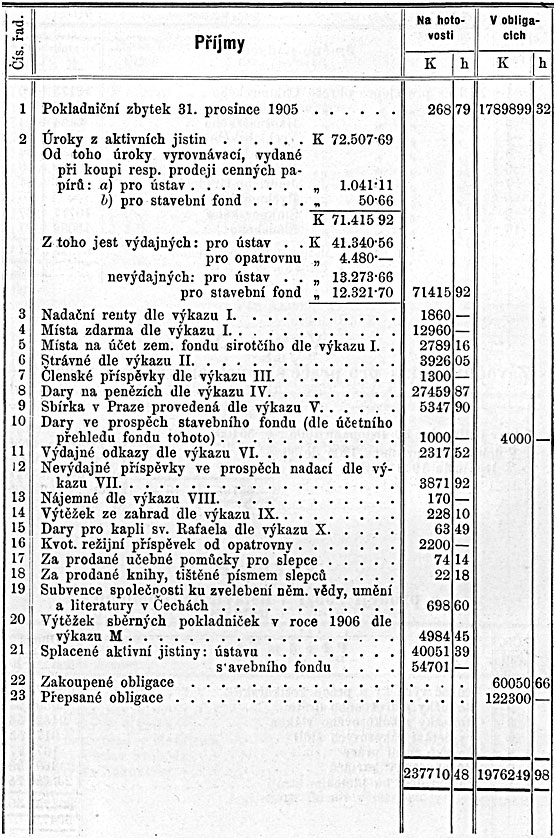 Čís. řad. Příjmy Na hoto- V obliga-
vosti cích
K h K h
1 Pokladniční zbytek 31. prosince 1905 . . . . . . 268 79 1789899 32
2 Úroky z aktivních jistin . . . . . . K 72.507·69
Od toho úroky vyrovnávací, vydané
při koupi resp. prodeji cenných pa-
pírů: a) pro ústav . . . . . . . „ 1.041·11
b) pro stavební fond . . . . „ 50·66
K 71.415 92
Z toho jest výdajných: pro ústav . . K 41.340·56
pro opatrovnu „ 4.480·—
nevýdajných: pro ústav . . „ 13.273·66
pro stavební fond „ 12.321·70 71415 92
3 Nadační renty dle výkazu I. . . . . . . . . . . 1860 —
4 Místa zdarma dle výkazu I. . . . . . . . . . . 12960 —
5 Místa na účet zem. fondu sirotčího dle výkazu I. . 2789 16
6 Strávné dle výkazu II. . . . . . . . . . . . . 3926 05
7 Členské příspěvky dle výkazu III. . . . . . . . 1300 —
8 Dary na penězích dle výkazu IV. . . . . . . . . 27459 87
9 Sbírka v Praze provedená dle výkazu V. . . . . . 5347 90
10 Dary ve prospěch stavebního fondu (dle účetního
přehledu fondu tohoto) . . . . . . . . . . . 1000 — 4000 —
11 Výdajné odkazy dle výkazu VI. . . . . . . . . . 2317 52
12 Nevýdajné příspěvky ve prospěch nadací dle vý-
kazu VII. . . . . . . . . . . . . . . . . . 3871 92
13 Nájemné dle výkazu VIII. . . . . . . . . . . . 170 —
14 Výtěžek ze zahrad dle výkazu IX. . . . . . . . . 228 10
15 Dary pro kapli sv. Rafaela dle výkazu X. . . . . 63 49
16 Kvot. režijní příspěvek od opatrovny . . . . . . 2200 —
17 Za prodané učebné pomůcky pro slepce . . . . . 74 14
18 Za prodané knihy, tištěné písmem slepců . . . . 22 18
19 Subvence společnosti ku zvelebení něm. vědy, umění
a literatury v Čechách . . . . . . . . . . . 698 60
20 Výtěžek sběrných pokladniček v roce 1906 dle
výkazu M . . . . . . . . . . . . . . . . . 4984 45
21 Splacené aktivní jistiny: ústavu . . . . . . . . 40051 39
stavebního fondu . . . . 54701 —
22 Zakoupené obligace . . . . . . . . . . . . . . 60050 66
23 Přepsané obligace . . . . . . . . . . . . . . . 122300 —
237710 48 1976249 98